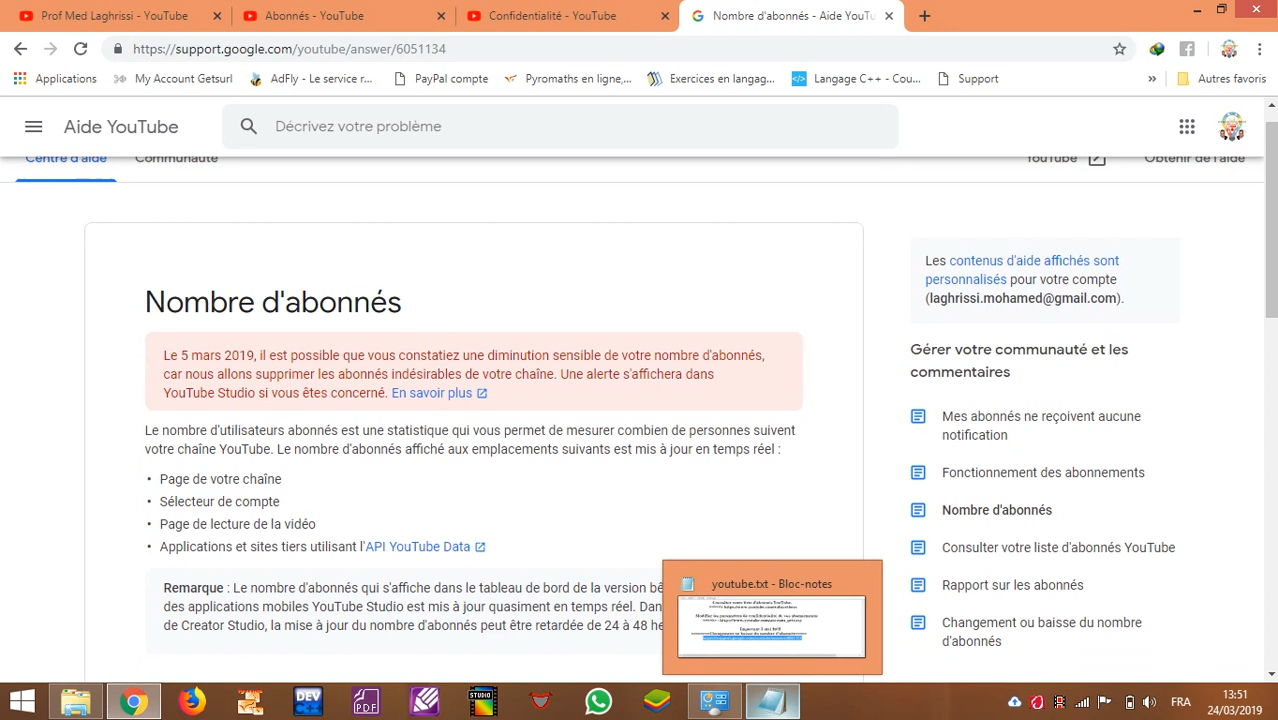 Prof Med Laghrissi - YouTube
Abonnés - YouTube
Confidentialité - YouTube
Nombre d'abonnés - Aide YouTu
https://support.google.com/youtube/answer/6051134
Applications
My Account Getsurl
AdFly - Le service r...
PayPal compte
Pyromaths en ligne,...
Exercices en langag...
Langage C++ - Cou...
Support
»
Autres favoris
Aide YouTube
Décrivez votre problème
Centre d'aide
Communauté
YouTube
Obtenir de l'aide
Nombre d'abonnés
Le 5 mars 2019, il est possible que vous constatiez une diminution sensible de votre nombre d'abonnés,
car nous allons supprimer les abonnés indésirables de votre chaîne. Une alerte s'affichera dans
YouTube Studio si vous êtes concerné. En savoir plus
Le nombre d'utilisateurs abonnés est une statistique qui vous permet de mesurer combien de personnes suivent
votre chaîne YouTube. Le nombre d'abonnés affiché aux emplacements suivants est mis à jour en temps réel :
• Page de votre chaîne
• Sélecteur de compte
• Page de lecture de la vidéo
• Applications et sites tiers utilisant l'API YouTube Data
Remarque : Le nombre d'abonnés qui s'affiche dans le tableau de bord de la version bê
des applications mobiles YouTube Studio est mis à jour quasiment en temps réel. Dan
de Creator Studio, la mise à jour du nombre d'abonnés peut être retardée de 24 à 48 he
Les contenus d'aide affichés sont
personnalisés pour votre compte
(laghrissi.mohamed@gmail.com).
Gérer votre communauté et les
commentaires
Mes abonnés ne reçoivent aucune
notification
Fonctionnement des abonnements
Nombre d'abonnés
Consulter votre liste d'abonnés YouTube
Rapport sur les abonnés
Changement ou baisse du nombre
d'abonnés
youtube.txt - Bloc-notes
DEV
PDF
STUDIO
FR
13:51
24/03/2019